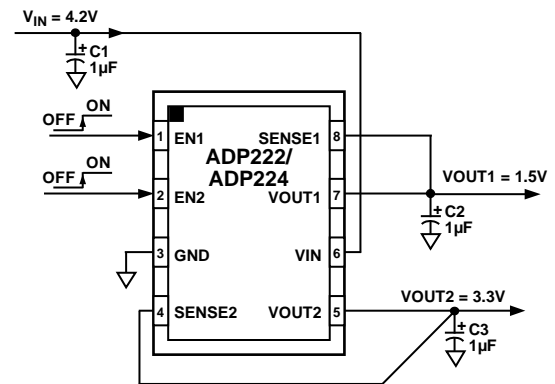 VIN = 4.2V
+ C1
1µF
OFF ON
OFF ON
1 EN1
2 EN2
3 GND
4 SENSE2
ADP222/
ADP224
SENSE1 8
VOUT1 7
VIN 6
VOUT2 5
VOUT1 = 1.5V
+ C2
1µF
VOUT2 = 3.3V
+ C3
1µF